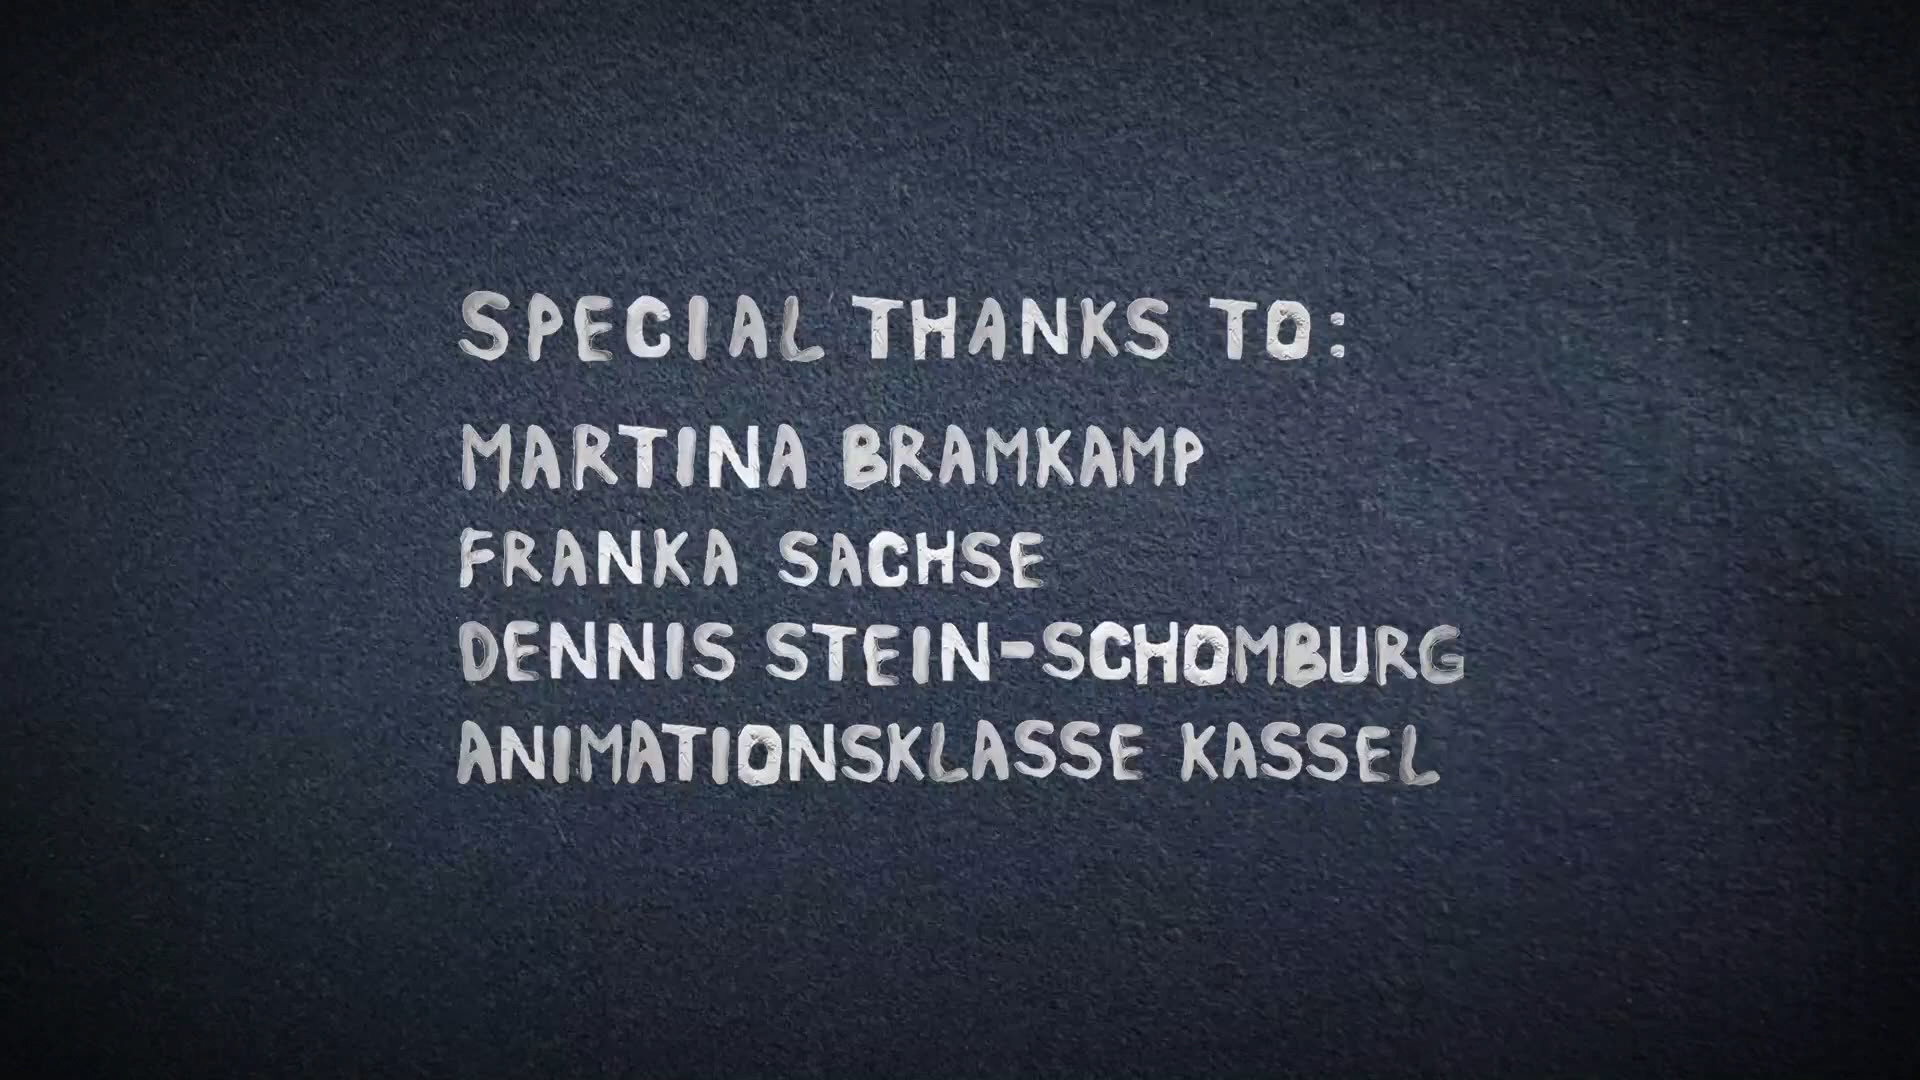 SPECIAL THANKS TO:
MARTINA BRAMKAMP
FRANKA SACHSE
DENNIS STEIN-SCHOMBURG
ANIMATIONSKLASSE KASSEL